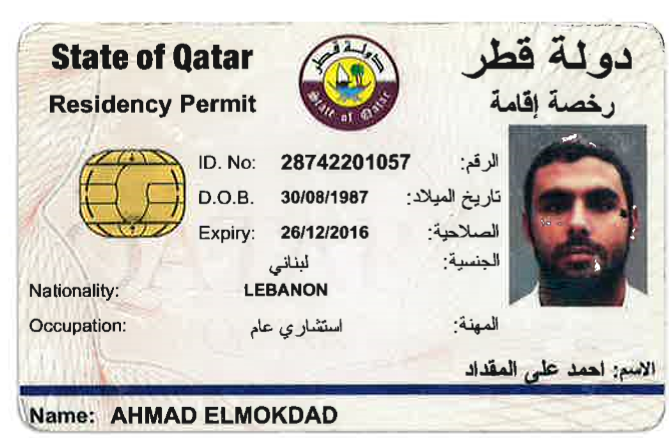 State of Qatar دولة قطر
Residency Permit رخصة إقامة
دولة قطر
State of Qatar
ID. No: 28742201057 الرقم:
D.O.B. 30/08/1987 تاريخ الميلاد:
Expiry: 26/12/2016 الصلاحية:
لبناني الجنسية:
Nationality: LEBANON
Occupation: استشاري عام المهنة:
الاسم: احمد على المقداد
Name: AHMAD ELMOKDAD